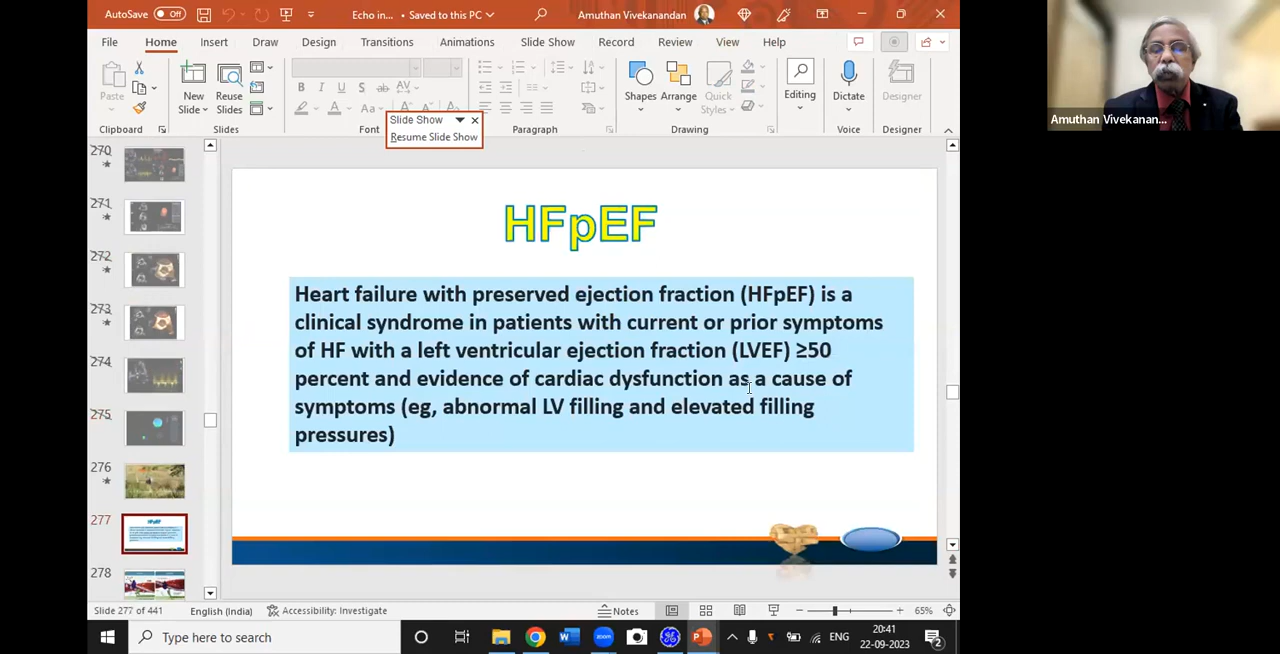 AutoSave
Off
Echo in... • Saved to this PC
Amuthan Vivekanandan
File
Home
Insert
Draw
Design
Transitions
Animations
Slide Show
Record
Review
View
Help
Paste
New
Slide
Reuse
Slides
B I U S ab AV
Aa
Slide Show
Resume Slide Show
Shapes
Arrange
Quick
Styles
Editing
Dictate
Designer
Clipboard
Slides
Font
Paragraph
Drawing
Voice
Designer
Amuthan Vivekanan...
270
271
272
273
274
275
276
277
278
HFpEF
Heart failure with preserved ejection fraction (HFpEF) is a
clinical syndrome in patients with current or prior symptoms
of HF with a left ventricular ejection fraction (LVEF) ≥50
percent and evidence of cardiac dysfunction as a cause of
symptoms (eg, abnormal LV filling and elevated filling
pressures)
Slide 277 of 441
English (India)
Accessibility: Investigate
Notes
65%
Type here to search
zoom
ENG
20:41
22-09-2023
2